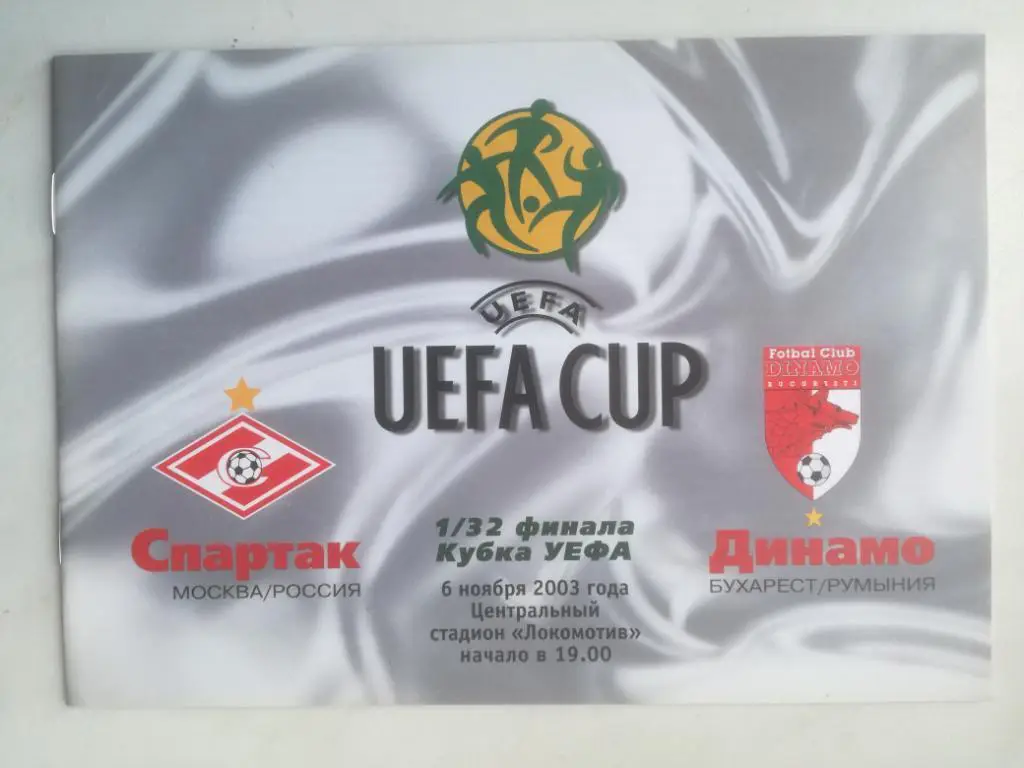 UEFA
UEFA CUP
Fotbal Club
DINAMO
BUCUREȘTI
Спартак
МОСКВА/РОССИЯ
1/32 финала
Кубка УЕФА
6 ноября 2003 года
Центральный
стадион «Локомотив»
начало в 19.00
Динамо
БУХАРЕСТ/РУМЫНИЯ